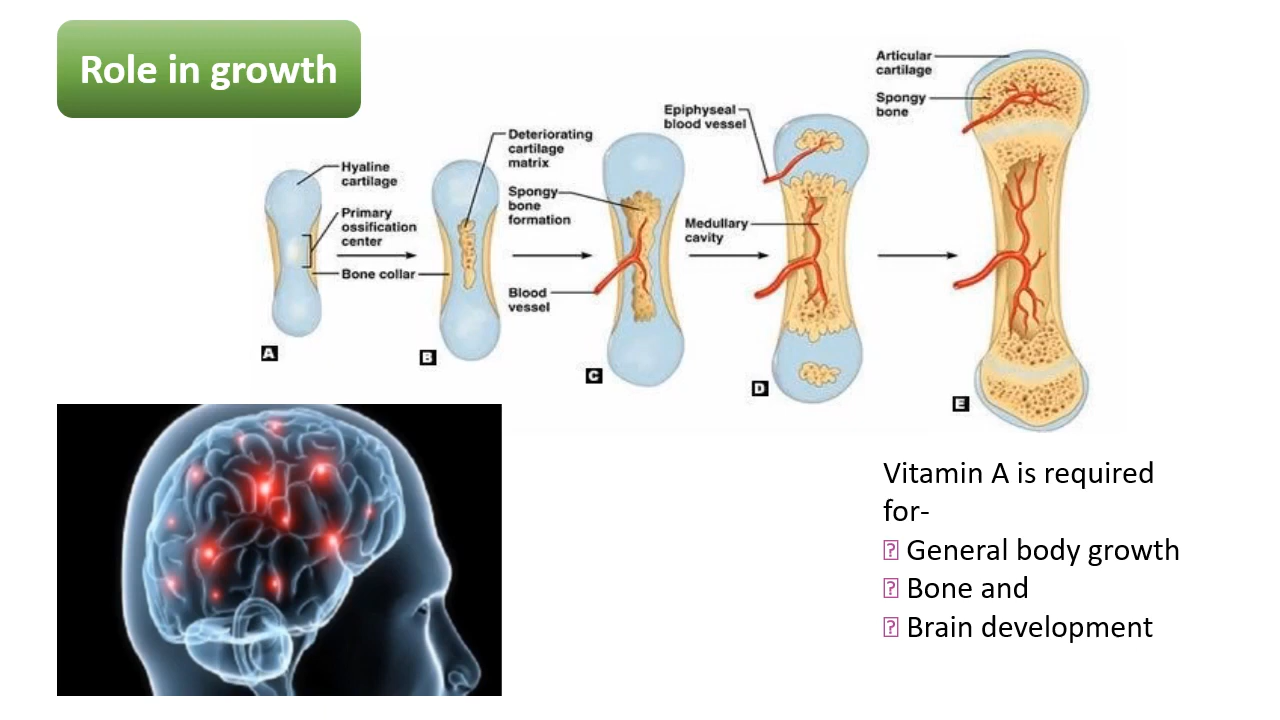 Role in growth
Articular
cartilage
Spongy
bone
Epiphyseal
blood vessel
Deteriorating
cartilage
matrix
Hyaline
cartilage
Spongy
bone
formation
Primary
ossification
center
Medullary
cavity
Bone collar
Blood
vessel
A
B
C
D
E
Vitamin A is required
for-
General body growth
Bone and
Brain development